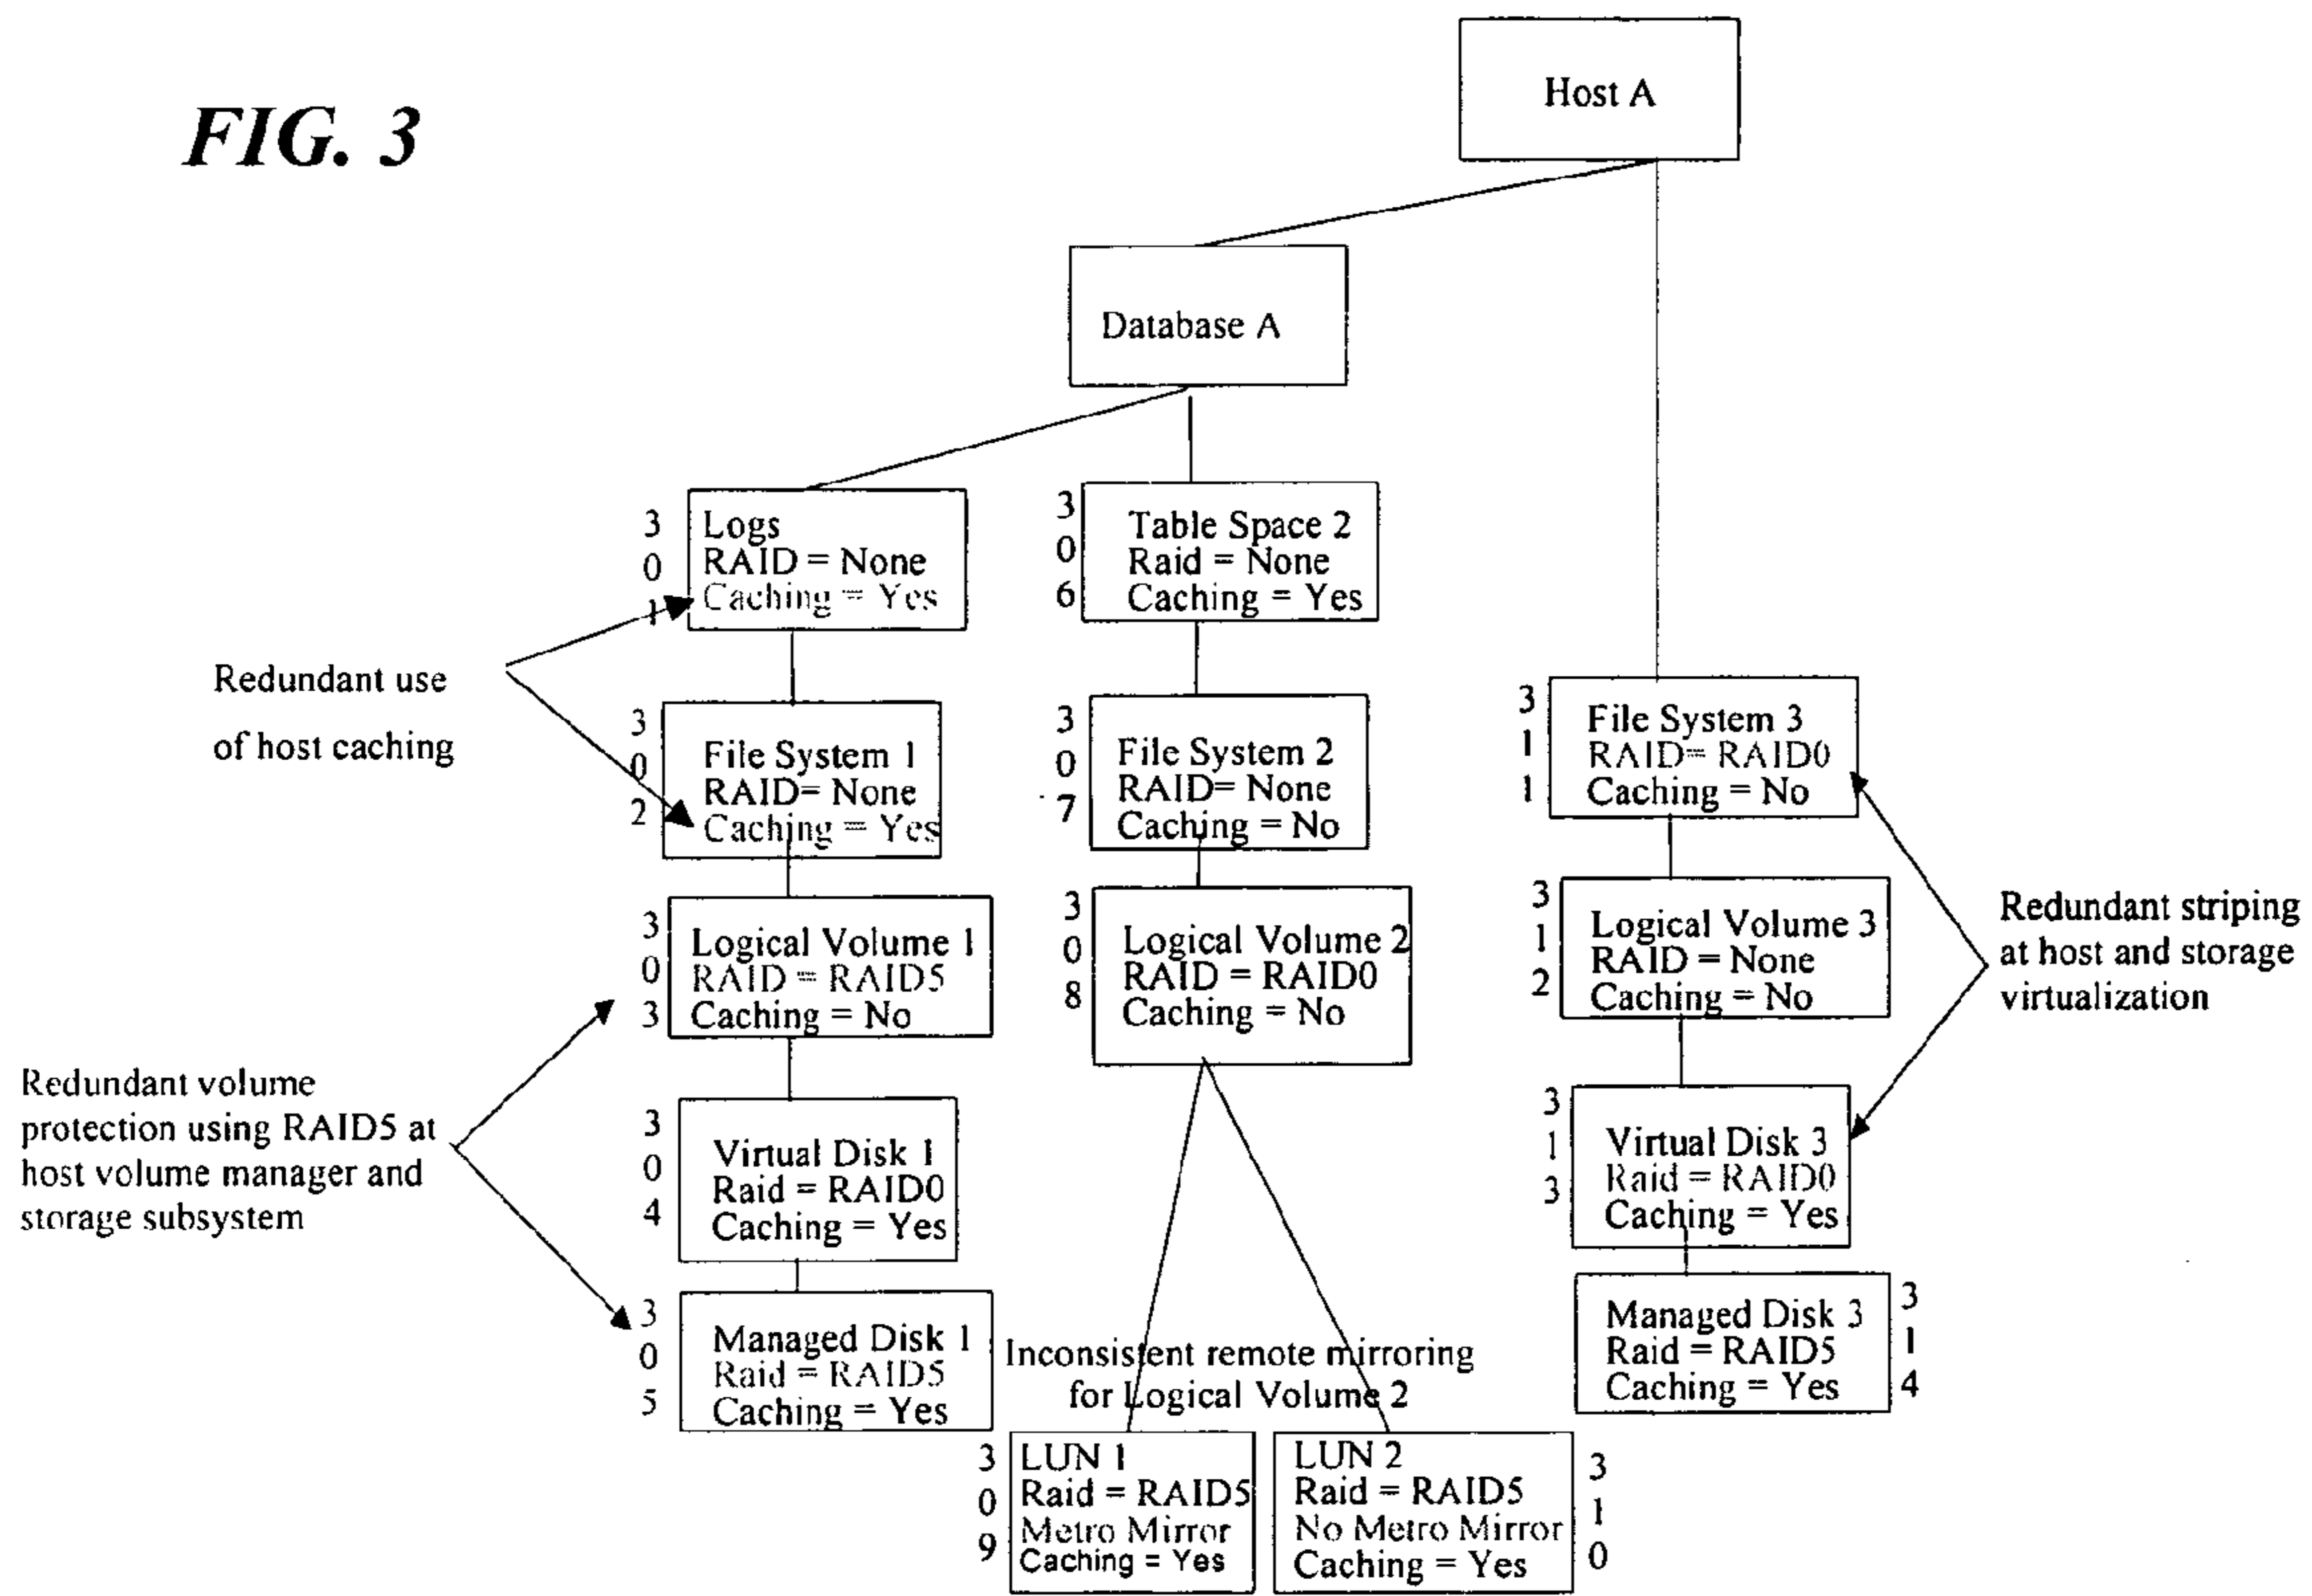 FIG. 3
Host A
Database A
301
Logs
RAID = None
Caching = Yes
306
Table Space 2
Raid = None
Caching = Yes
Redundant use
of host caching
302
File System 1
RAID= None
Caching = Yes
307
File System 2
RAID= None
Caching = No
311
File System 3
RAID= RAID0
Caching = No
303
Logical Volume 1
RAID = RAID5
Caching = No
308
Logical Volume 2
RAID = RAID0
Caching = No
312
Logical Volume 3
RAID = None
Caching = No
Redundant striping
at host and storage
virtualization
Redundant volume
protection using RAID5 at
host volume manager and
storage subsystem
304
Virtual Disk 1
Raid = RAID0
Caching = Yes
313
Virtual Disk 3
Raid = RAID0
Caching = Yes
305
Managed Disk 1
Raid = RAID5
Caching = Yes
Inconsistent remote mirroring
for Logical Volume 2
Managed Disk 3
Raid = RAID5
Caching = Yes
314
309
LUN 1
Raid = RAID5
Metro Mirror
Caching = Yes
LUN 2
Raid = RAID5
No Metro Mirror
Caching = Yes
310